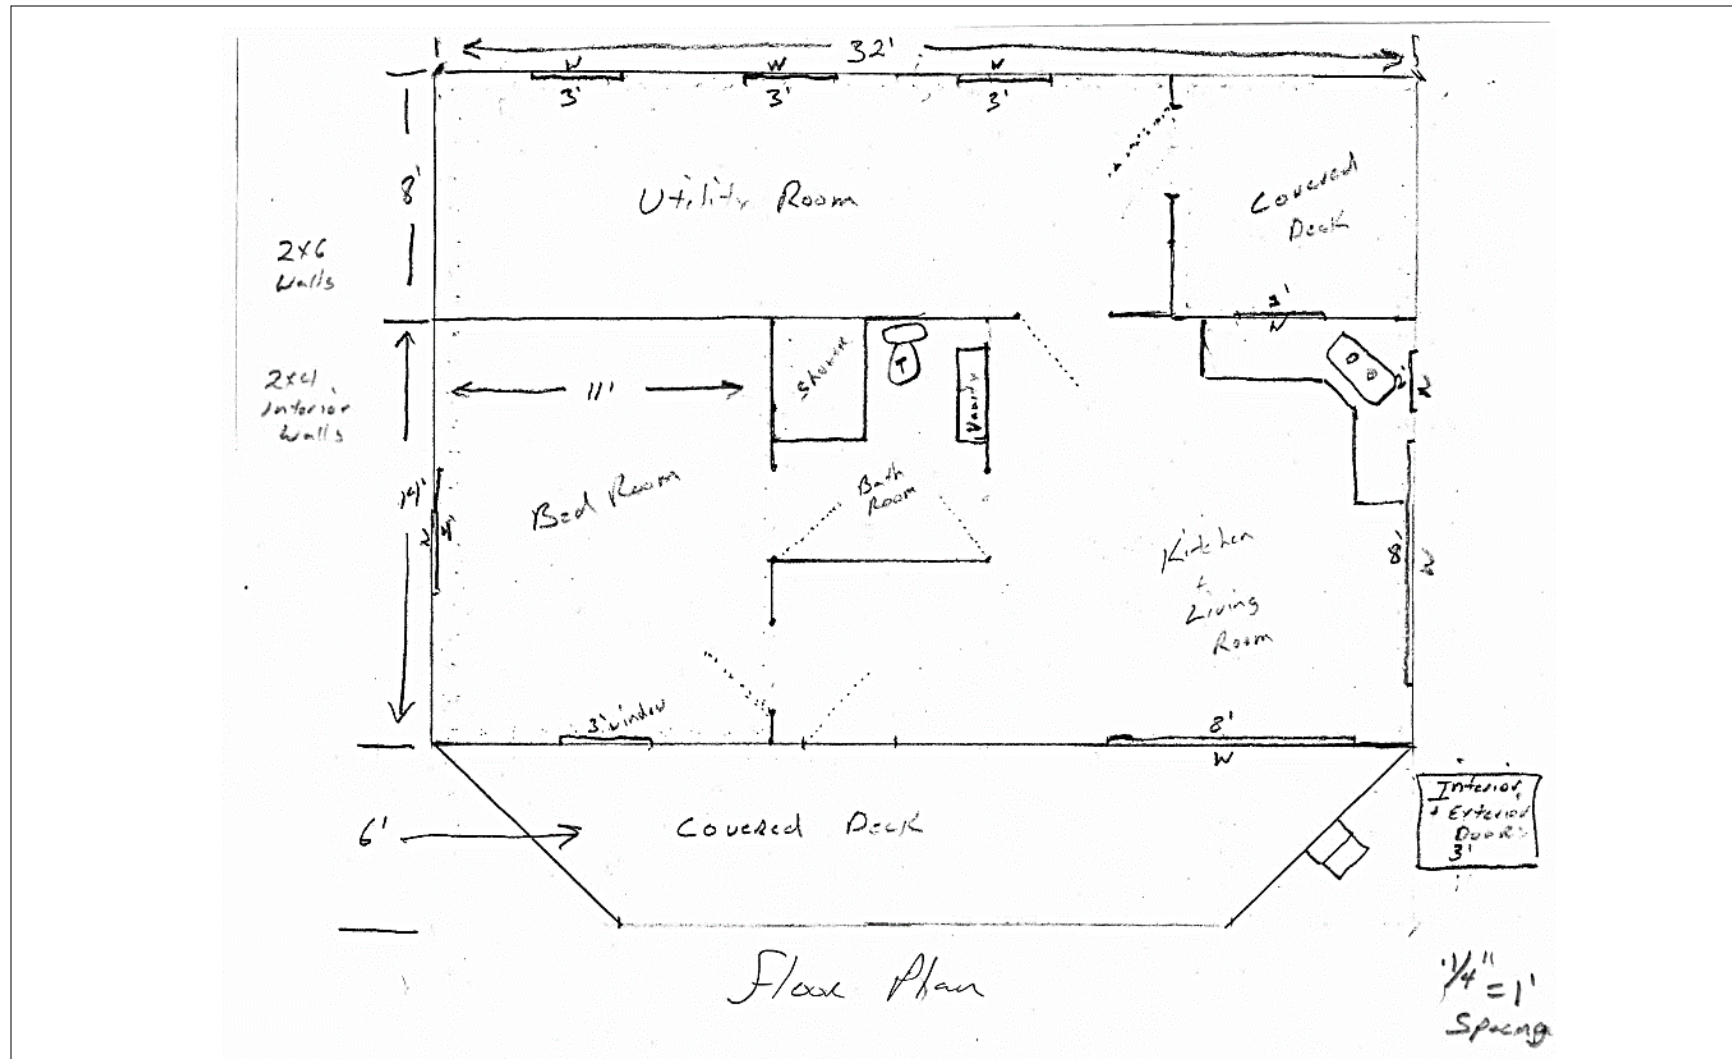 32'
W
W
W
3'
3'
3'
8'
Utility Room
Covered
Deck
2x6
Walls
3'
W
2x4
Interior
Walls
11'
Shower
T
Vanity
2'
W
14'
W
4'
Bed Room
Bath
Room
Kitchen
+
Living
Room
8'
W
3' window
8'
W
6'
Covered Deck
Interior
+ Exterior
Doors
3'
Floor Plan
1/4"
= 1'
Spacing